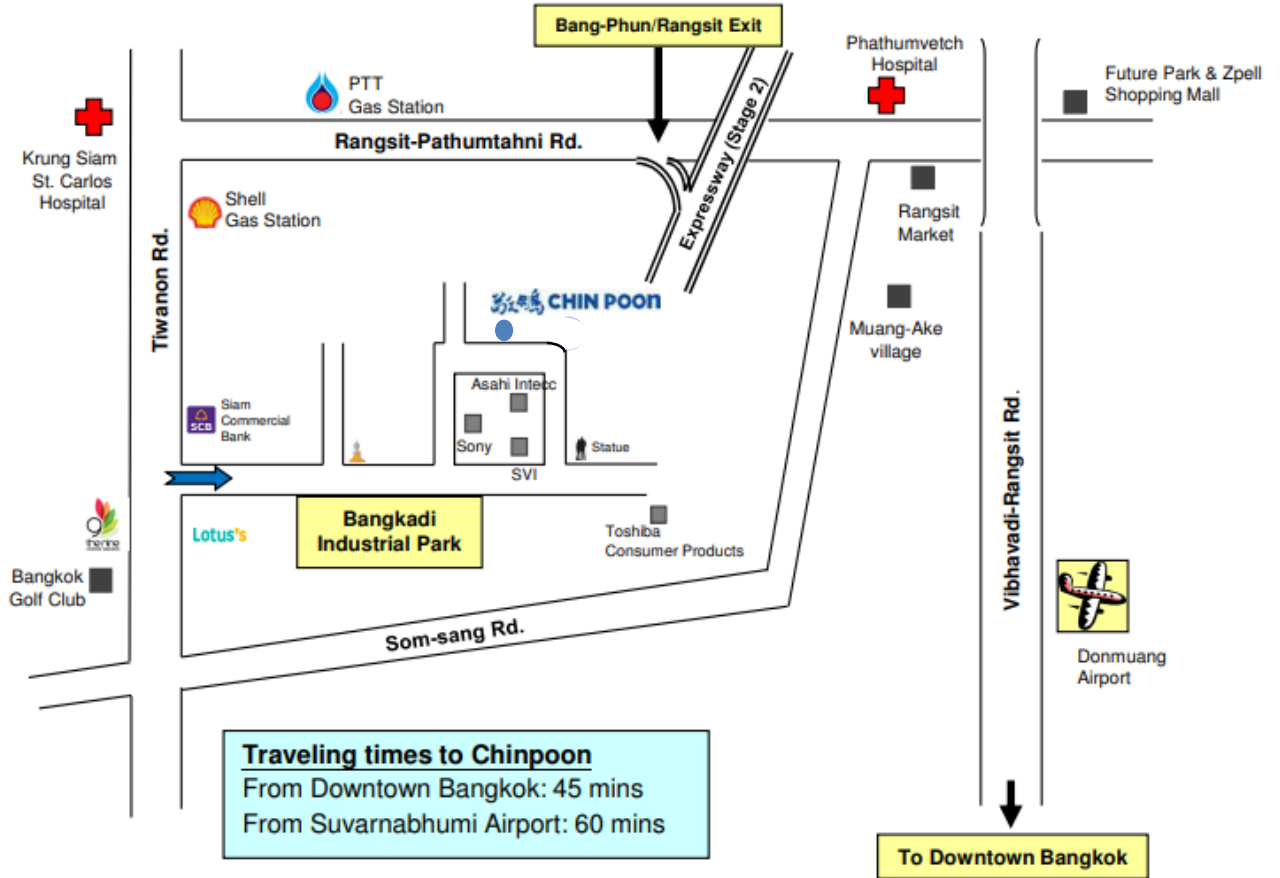 Bang-Phun/Rangsit Exit
Phathumvetch
Hospital
Future Park & Zpell
Shopping Mall
PTT
Gas Station
Rangsit-Pathumtahni Rd.
Krung Siam
St. Carlos
Hospital
Shell
Gas Station
Expressway (Stage 2)
Rangsit
Market
Tiwanon Rd.
CHIN POON
Muang-Ake
village
Asahi Intecc
Siam
Commercial
Bank
SCB
Sony
Statue
SVI
Vibhavadi-Rangsit Rd.
Lotus's
Bangkadi
Industrial Park
Toshiba
Consumer Products
Bangkok
Golf Club
Som-sang Rd.
Donmuang
Airport
Traveling times to Chinpoon
From Downtown Bangkok: 45 mins
From Suvarnabhumi Airport: 60 mins
To Downtown Bangkok